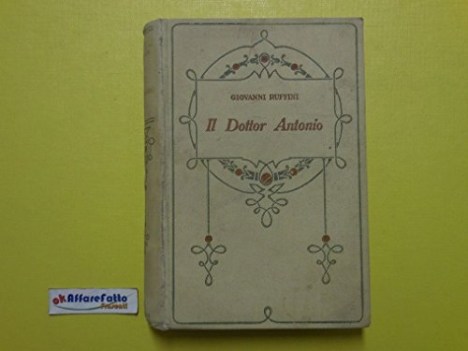 GIOVANNI RUFFINI
Il Dottor Antonio
okAffareFatto